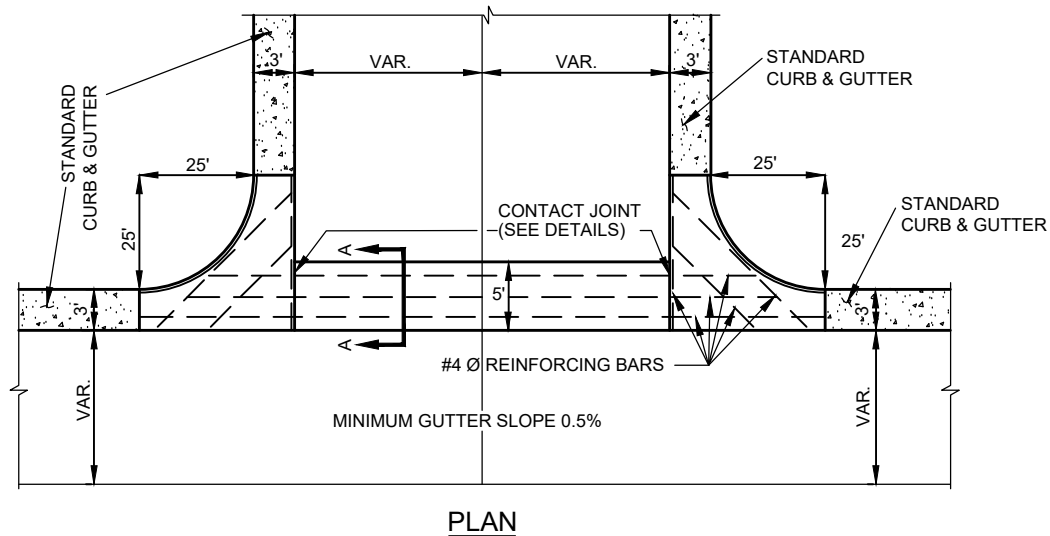 3'
VAR.
VAR.
3'
STANDARD
CURB & GUTTER
STANDARD
CURB & GUTTER
25'
25'
STANDARD
CURB & GUTTER
25'
25'
CONTACT JOINT
(SEE DETAILS)
A
5'
3'
3'
A
#4 Ø REINFORCING BARS
VAR.
VAR.
MINIMUM GUTTER SLOPE 0.5%
PLAN